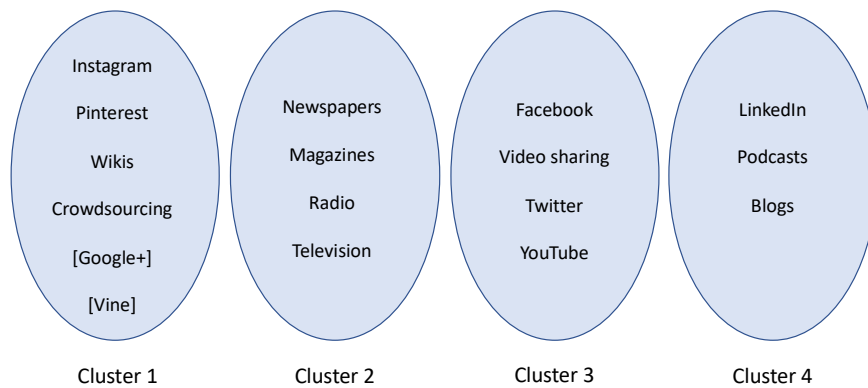 Instagram
Pinterest
Wikis
Crowdsourcing
[Google+]
[Vine]
Cluster 1
Newspapers
Magazines
Radio
Television
Cluster 2
Facebook
Video sharing
Twitter
YouTube
Cluster 3
LinkedIn
Podcasts
Blogs
Cluster 4